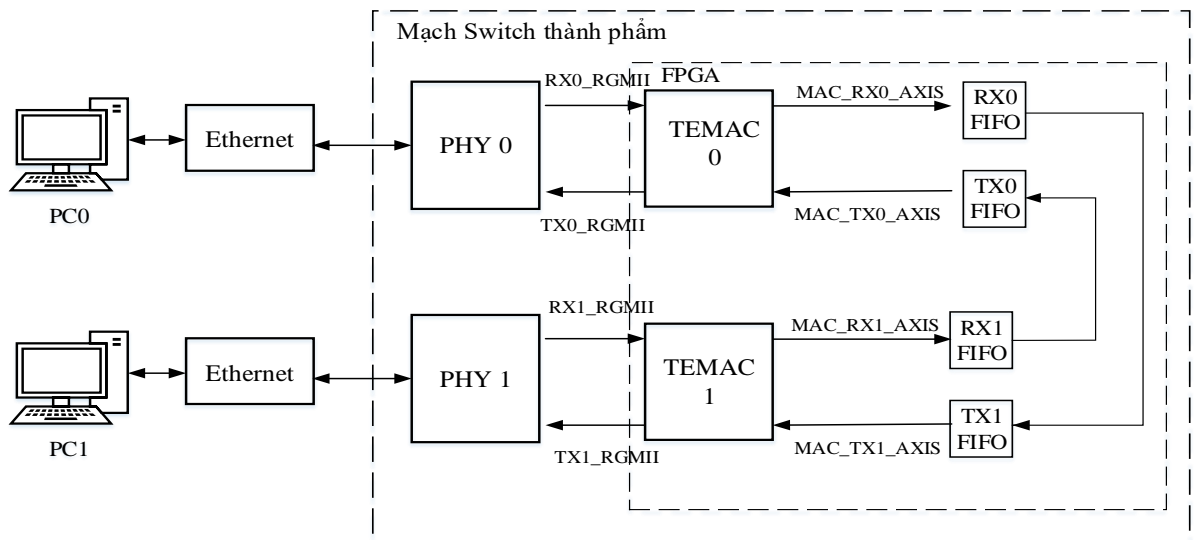 Mạch Switch thành phẩm
FPGA
RX0_RGMII
MAC_RX0_AXIS
RX0
FIFO
Ethernet
PHY 0
TEMAC
0
TX0
FIFO
PC0
TX0_RGMII
MAC_TX0_AXIS
RX1_RGMII
MAC_RX1_AXIS
RX1
FIFO
Ethernet
PHY 1
TEMAC
1
TX1
FIFO
PC1
TX1_RGMII
MAC_TX1_AXIS